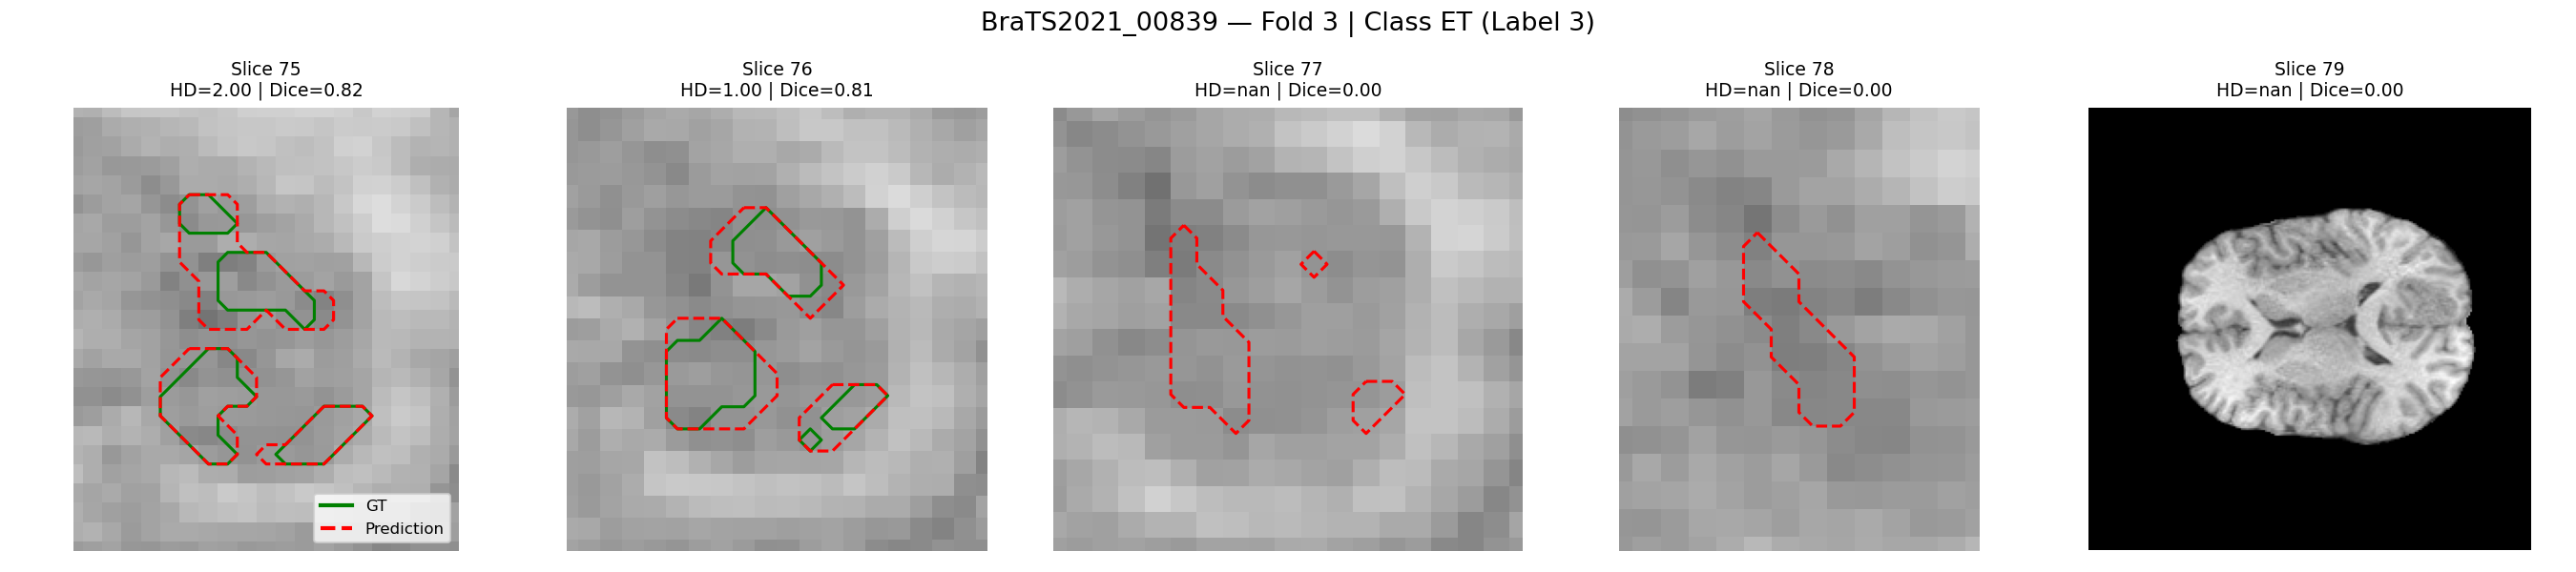 BraTS2021_00839 — Fold 3 | Class ET (Label 3)
Slice 75
HD=2.00 | Dice=0.82
Slice 76
HD=1.00 | Dice=0.81
Slice 77
HD=nan | Dice=0.00
Slice 78
HD=nan | Dice=0.00
Slice 79
HD=nan | Dice=0.00
GT
Prediction